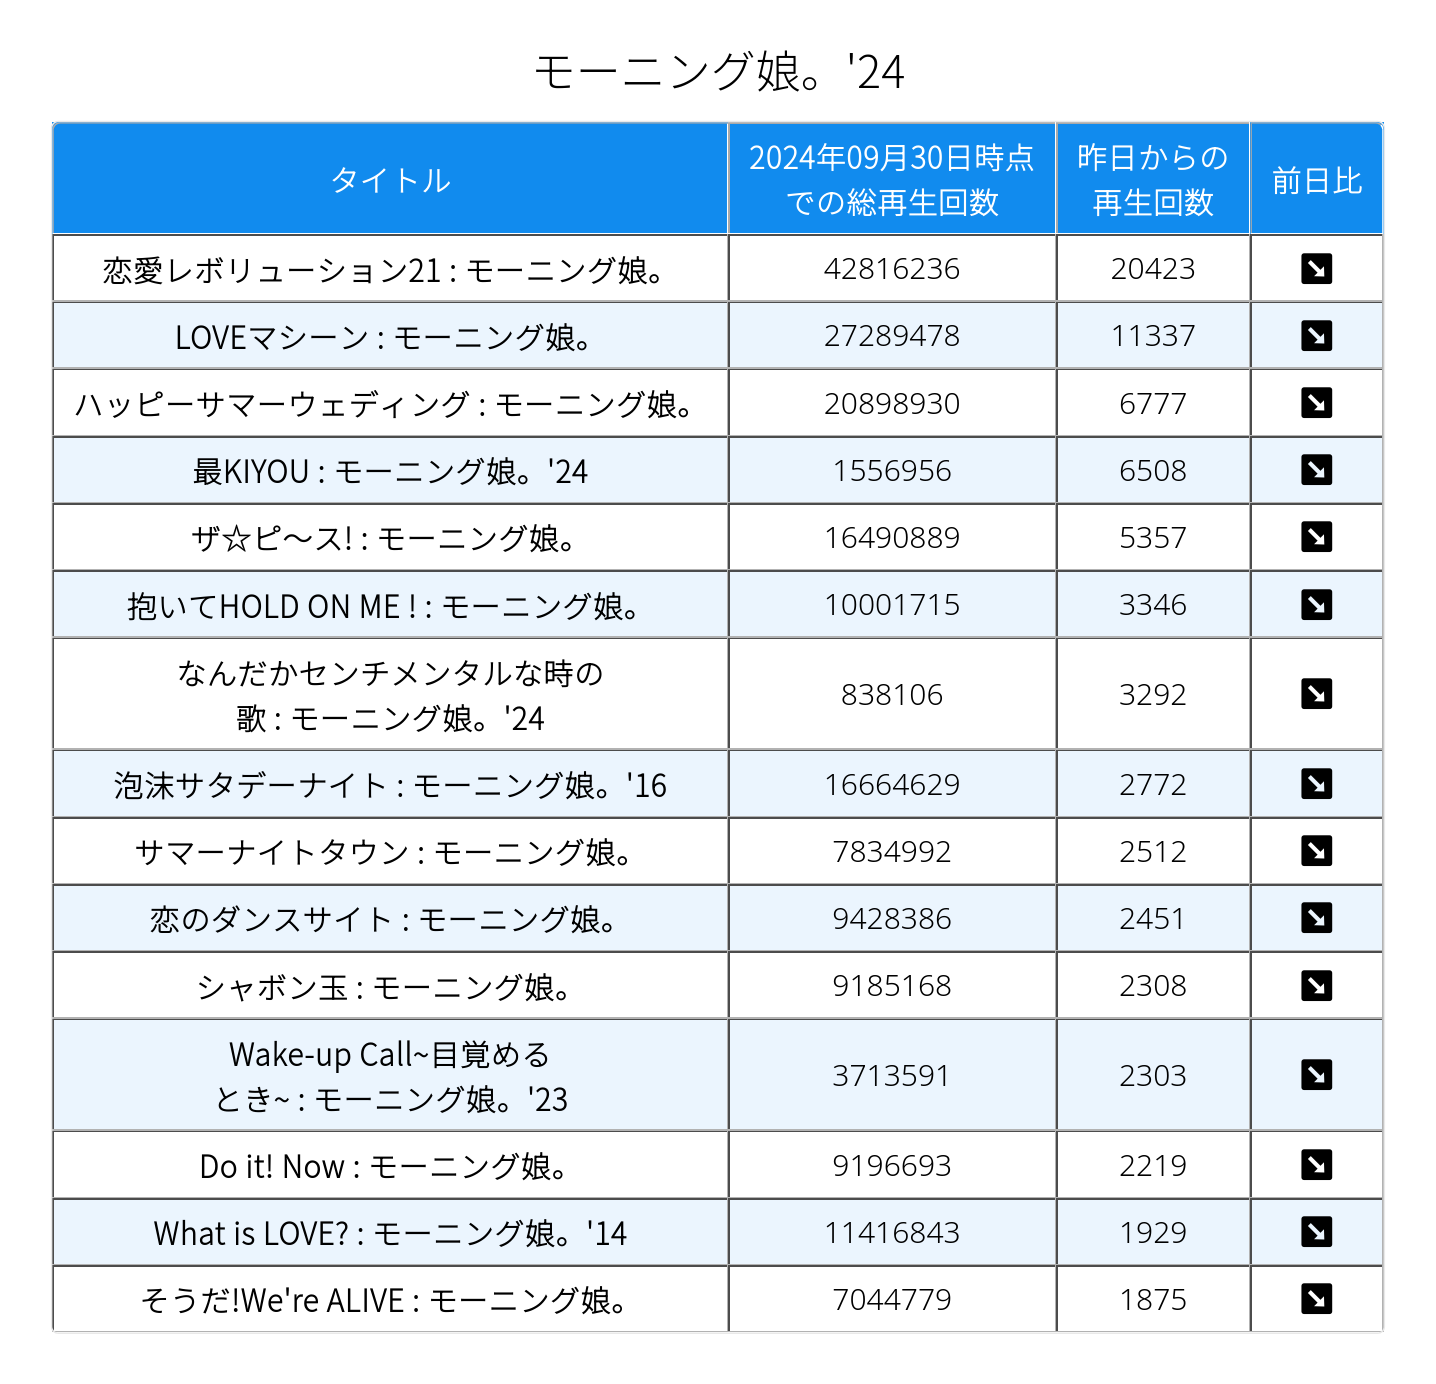 モーニング娘。'24
タイトル
2024年09月30日時点
での総再生回数
昨日からの
再生回数
前日比
恋愛レボリューション21 : モーニング娘。 42816236 20423
LOVEマシーン : モーニング娘。 27289478 11337
ハッピーサマーウェディング : モーニング娘。 20898930 6777
最KIYOU : モーニング娘。'24 1556956 6508
ザ☆ピ〜ス! : モーニング娘。 16490889 5357
抱いてHOLD ON ME ! : モーニング娘。 10001715 3346
なんだかセンチメンタルな時の
歌 : モーニング娘。'24 838106 3292
泡沫サタデーナイト : モーニング娘。'16 16664629 2772
サマーナイトタウン : モーニング娘。 7834992 2512
恋のダンスサイト : モーニング娘。 9428386 2451
シャボン玉 : モーニング娘。 9185168 2308
Wake-up Call~目覚める
とき~ : モーニング娘。'23 3713591 2303
Do it! Now : モーニング娘。 9196693 2219
What is LOVE? : モーニング娘。'14 11416843 1929
そうだ!We're ALIVE : モーニング娘。 7044779 1875